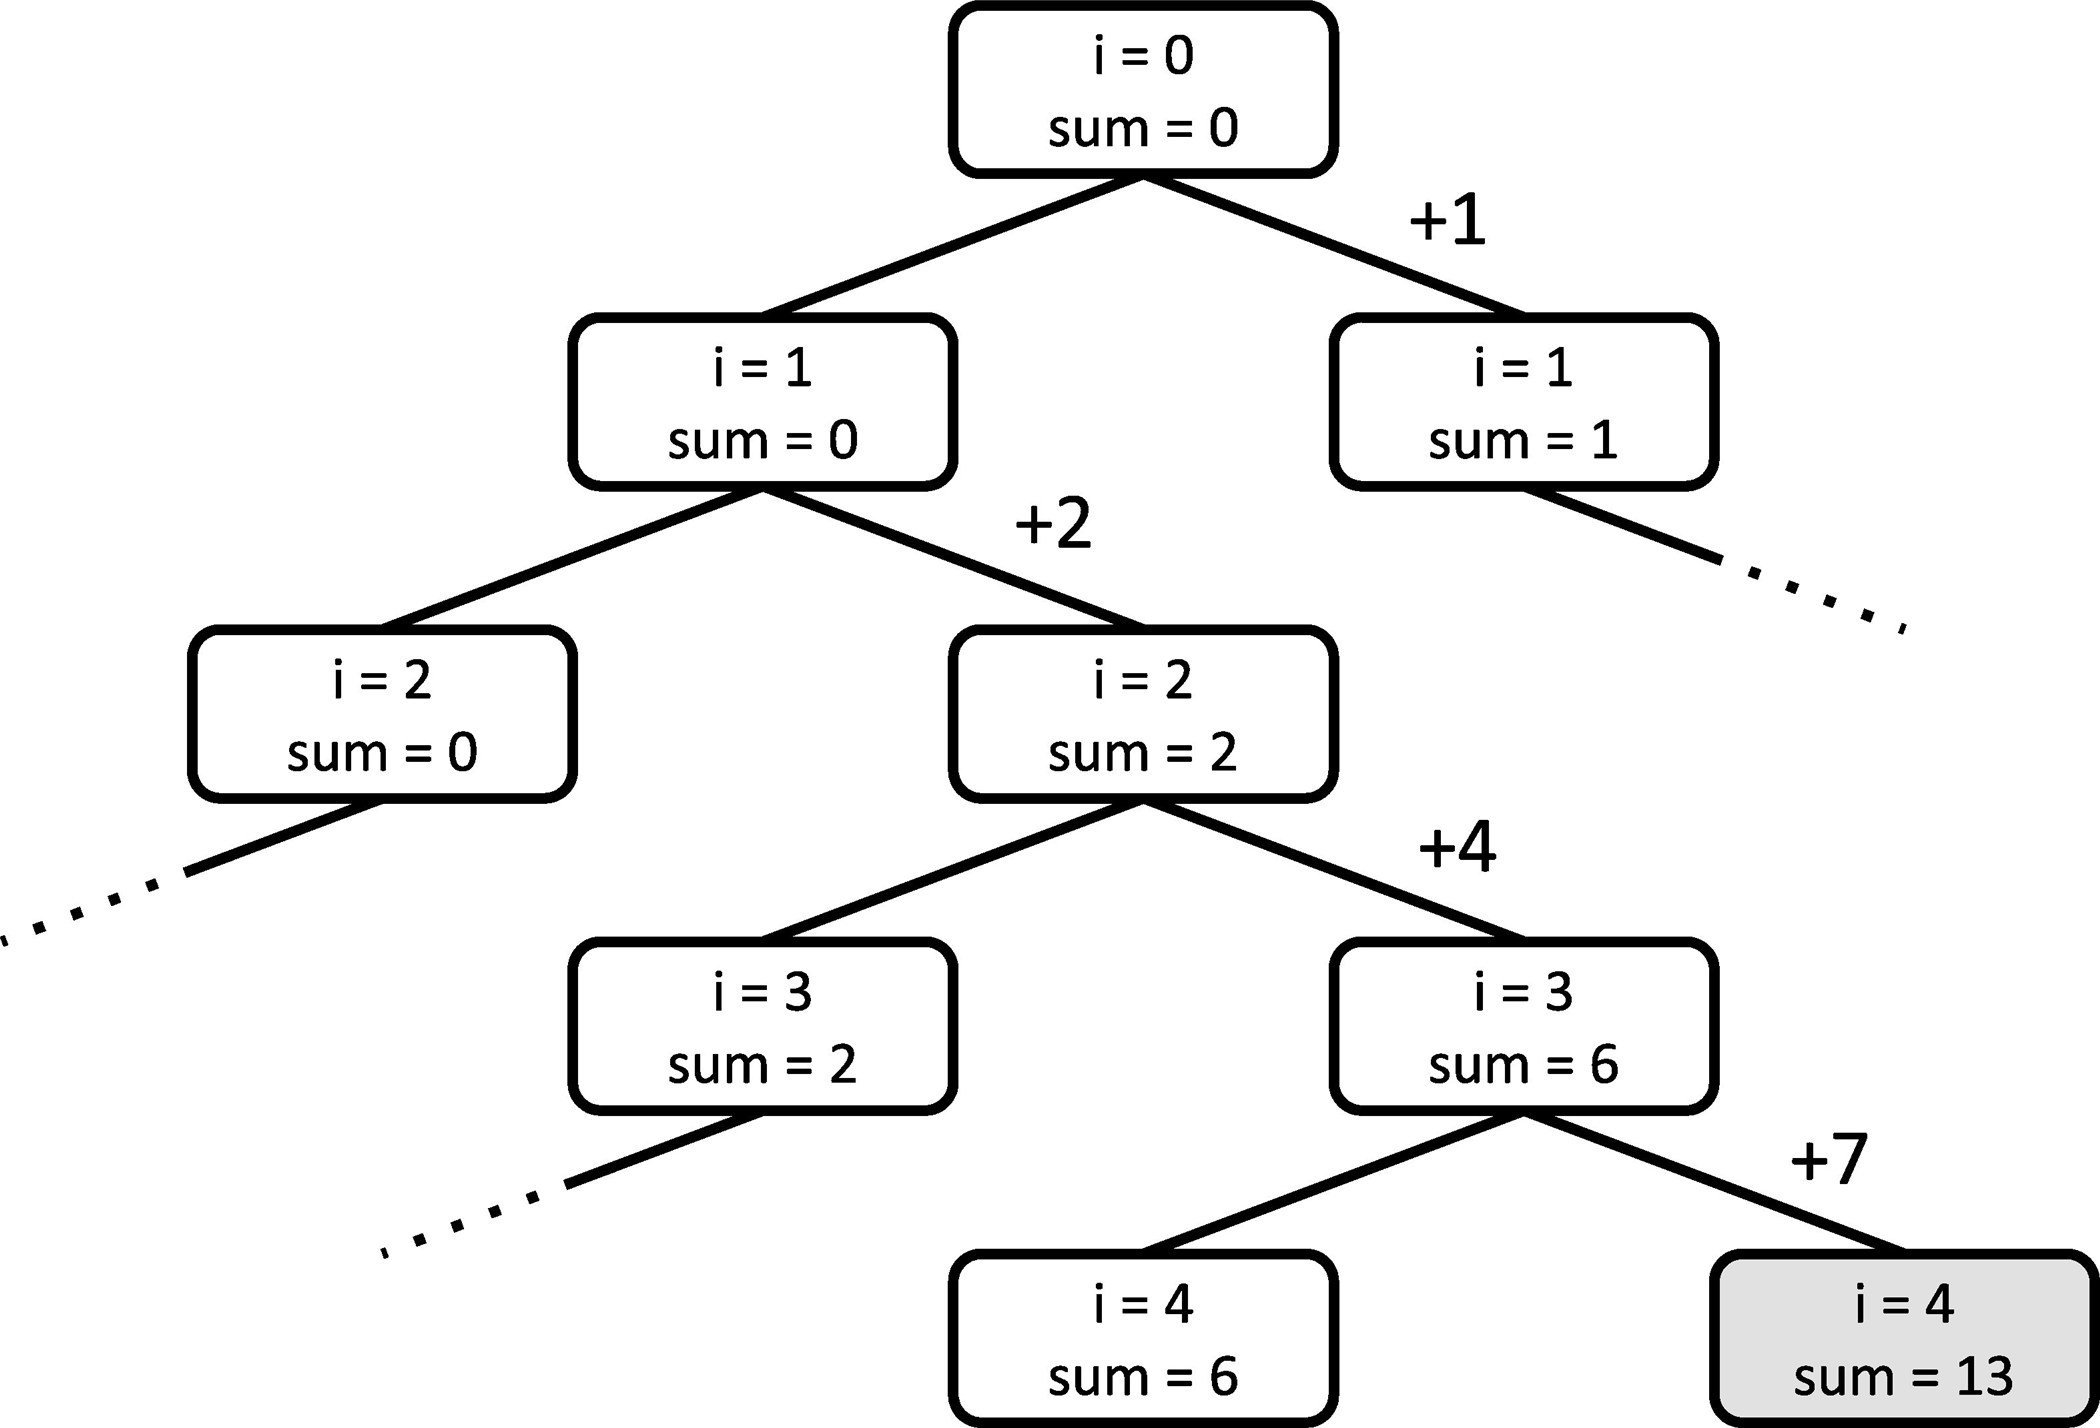 i = 0
sum = 0
+1
i = 1
sum = 0
i = 1
sum = 1
+2
i = 2
sum = 0
i = 2
sum = 2
+4
i = 3
sum = 2
i = 3
sum = 6
+7
i = 4
sum = 6
i = 4
sum = 13